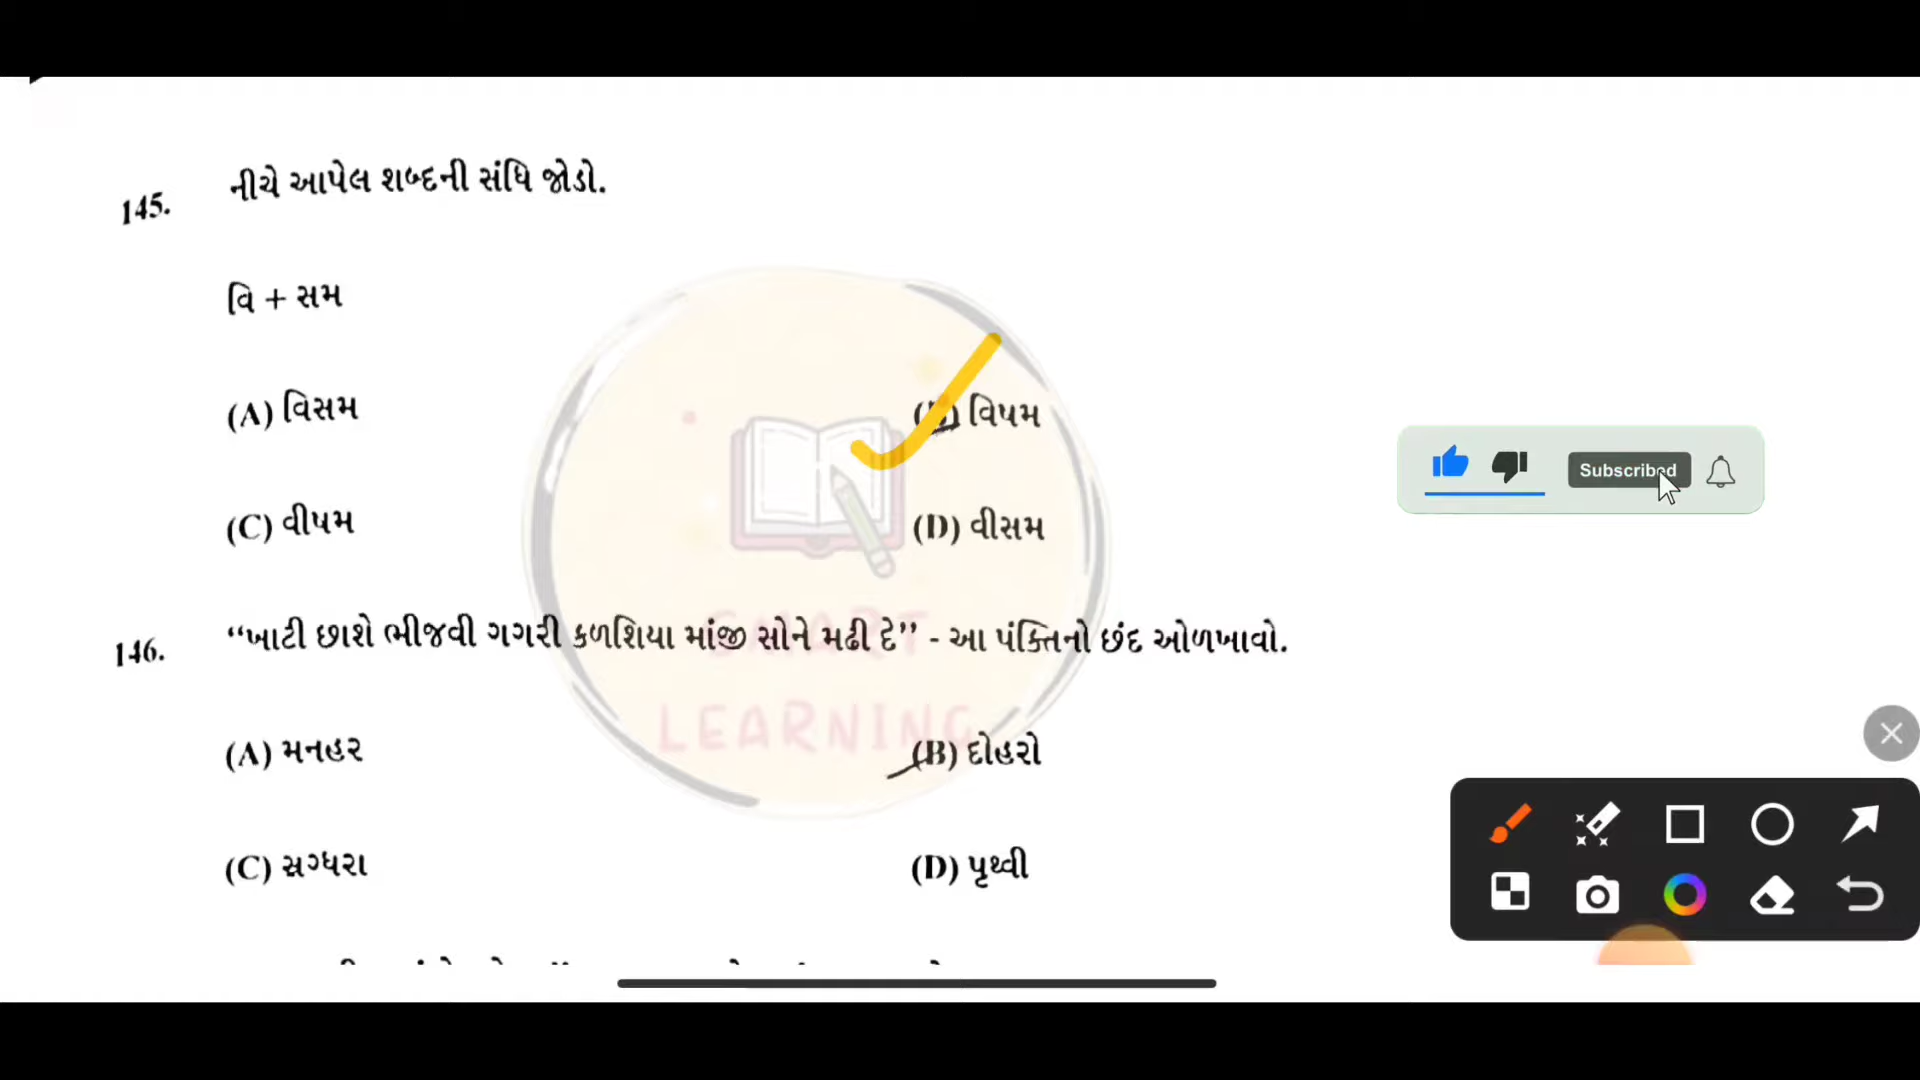 145. નીચે આપેલ શબ્દની સંધિ જોડો.
વિ + સમ
(A) વિસમ
(B) વિષમ
(C) વીષમ
(D) વીસમ
Subscribed
146. “ખાટી છાશે ભીજવી ગગરી કળશિયા માંજી સોને મઢી દે” - આ પંક્તિનો છંદ ઓળખાવો.
(A) મનહર
(B) દોહરો
(C) સ્રગ્ધરા
(D) પૃથ્વી
SMART
LEARNING